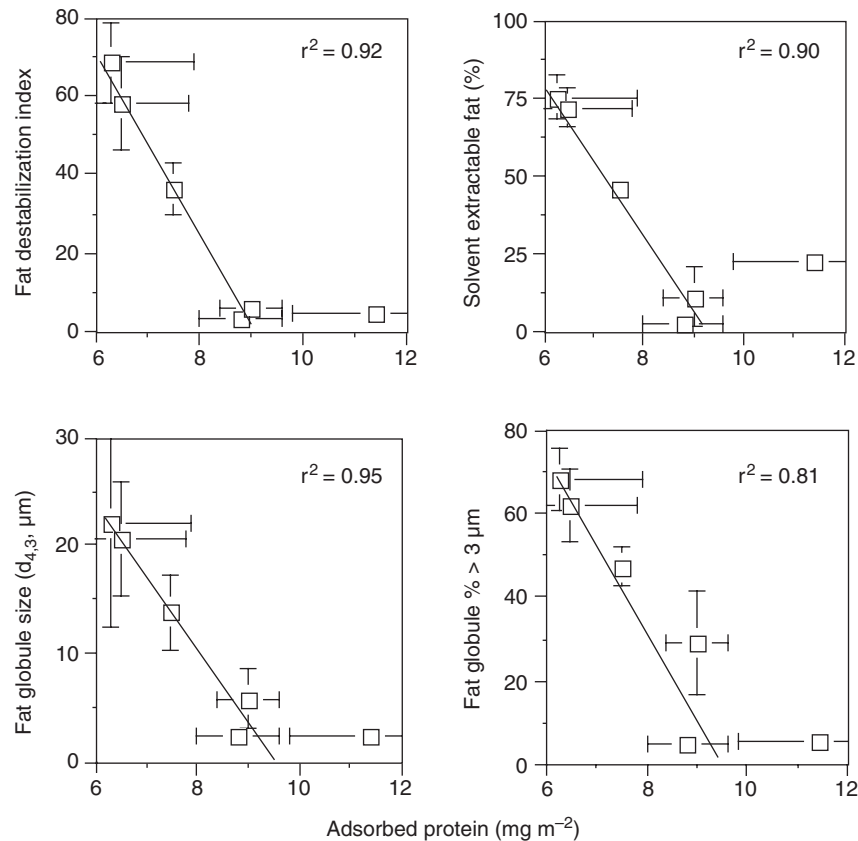 Fat destabilization index
80
60
40
20
0
6 8 10 12
r² = 0.92
Solvent extractable fat (%)
100
75
50
25
0
6 8 10 12
r² = 0.90
Fat globule size (d₄,₃, µm)
30
20
10
0
6 8 10 12
r² = 0.95
Fat globule % > 3 µm
80
60
40
20
0
6 8 10 12
r² = 0.81
Adsorbed protein (mg m⁻²)